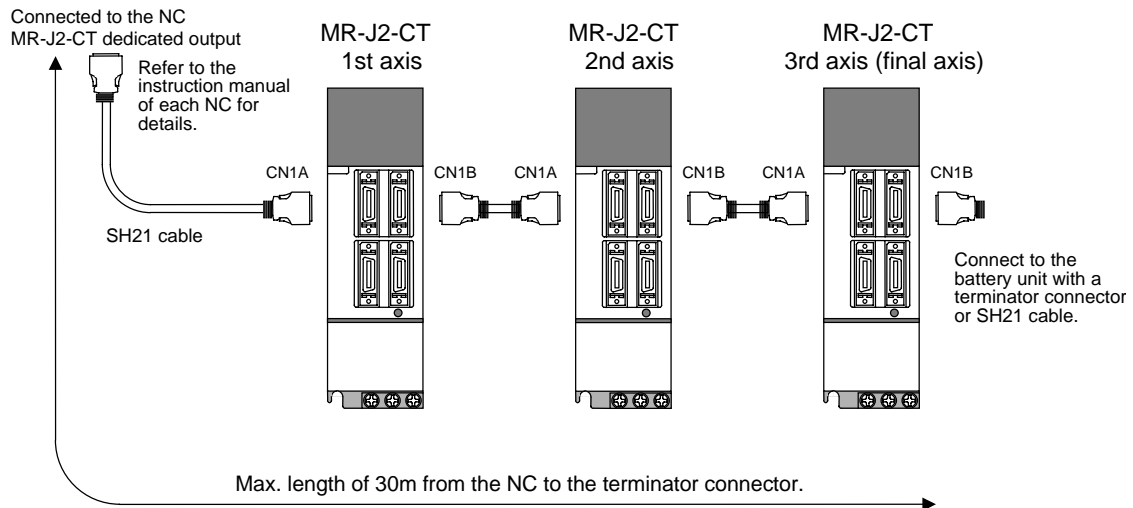 Connected to the NC
MR-J2-CT dedicated output
Refer to the
instruction manual
of each NC for
details.
SH21 cable
MR-J2-CT
1st axis
MR-J2-CT
2nd axis
MR-J2-CT
3rd axis (final axis)
CN1A
CN1B
CN1A
CN1B
CN1A
CN1B
Connect to the
battery unit with a
terminator connector
or SH21 cable.
Max. length of 30m from the NC to the terminator connector.